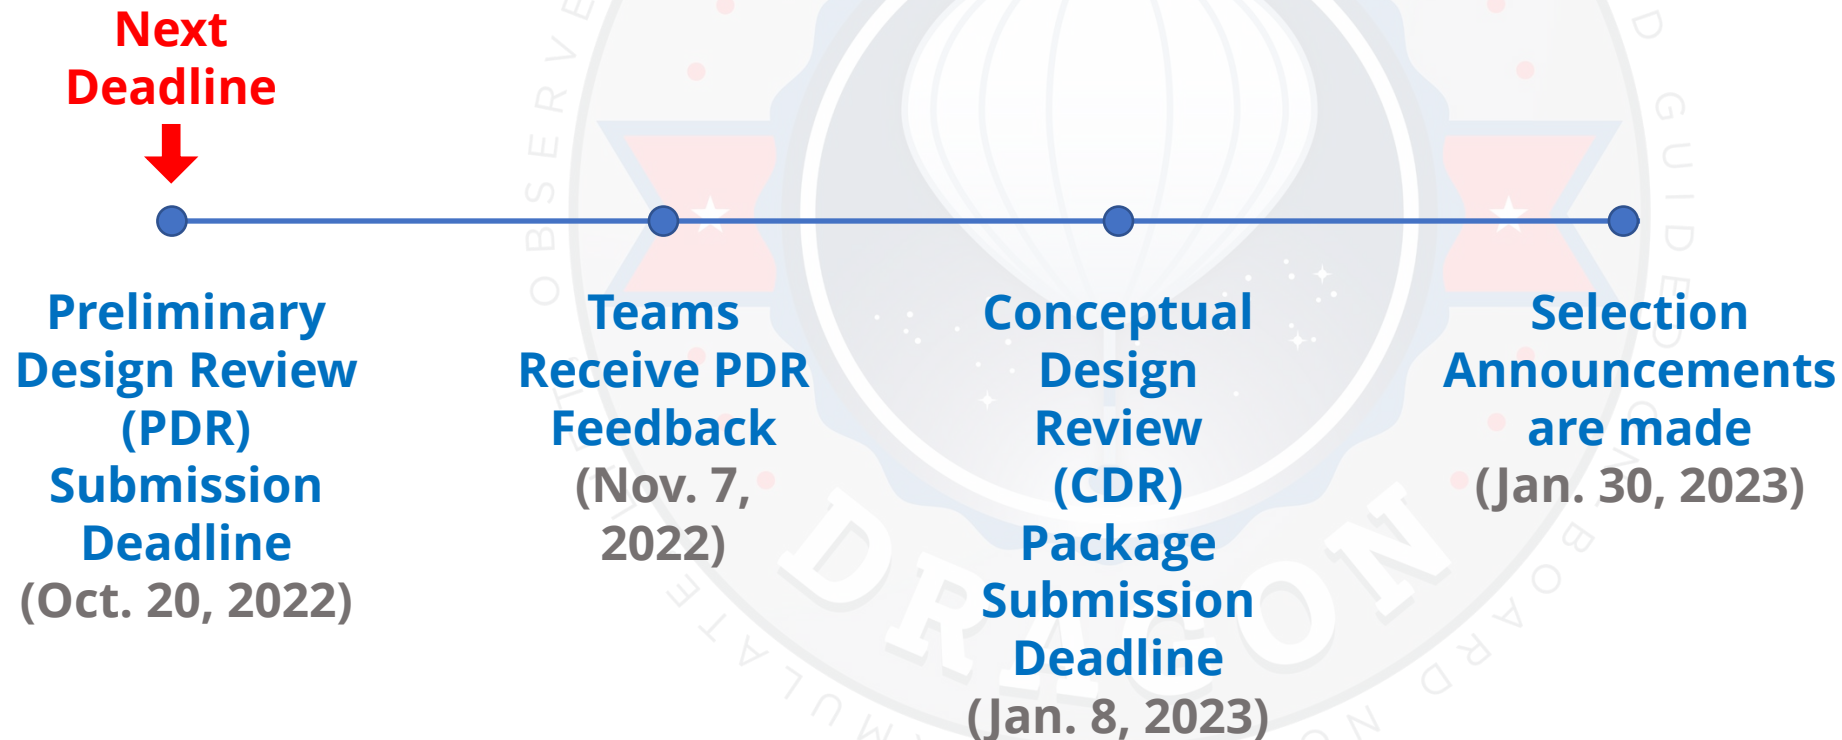 Next
Deadline
Preliminary
Design Review
(PDR)
Submission
Deadline
(Oct. 20, 2022)
Teams
Receive PDR
Feedback
(Nov. 7,
2022)
Conceptual
Design
Review
(CDR)
Package
Submission
Deadline
(Jan. 8, 2023)
Selection
Announcements
are made
(Jan. 30, 2023)
DRAGON